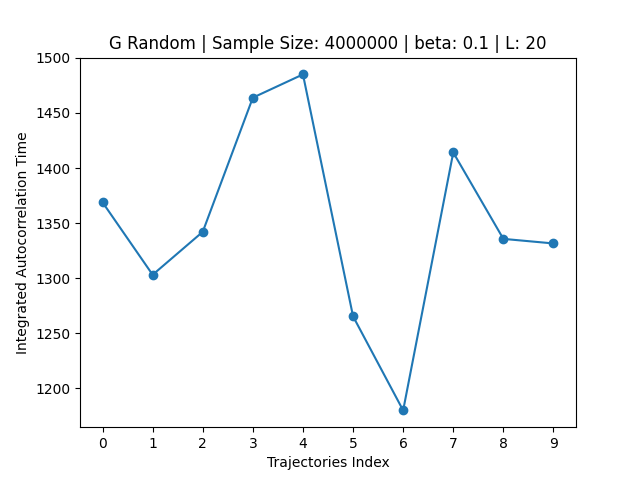 G Random | Sample Size: 4000000 | beta: 0.1 | L: 20
Integrated Autocorrelation Time
1500
1450
1400
1350
1300
1250
1200
0 1 2 3 4 5 6 7 8 9
Trajectories Index